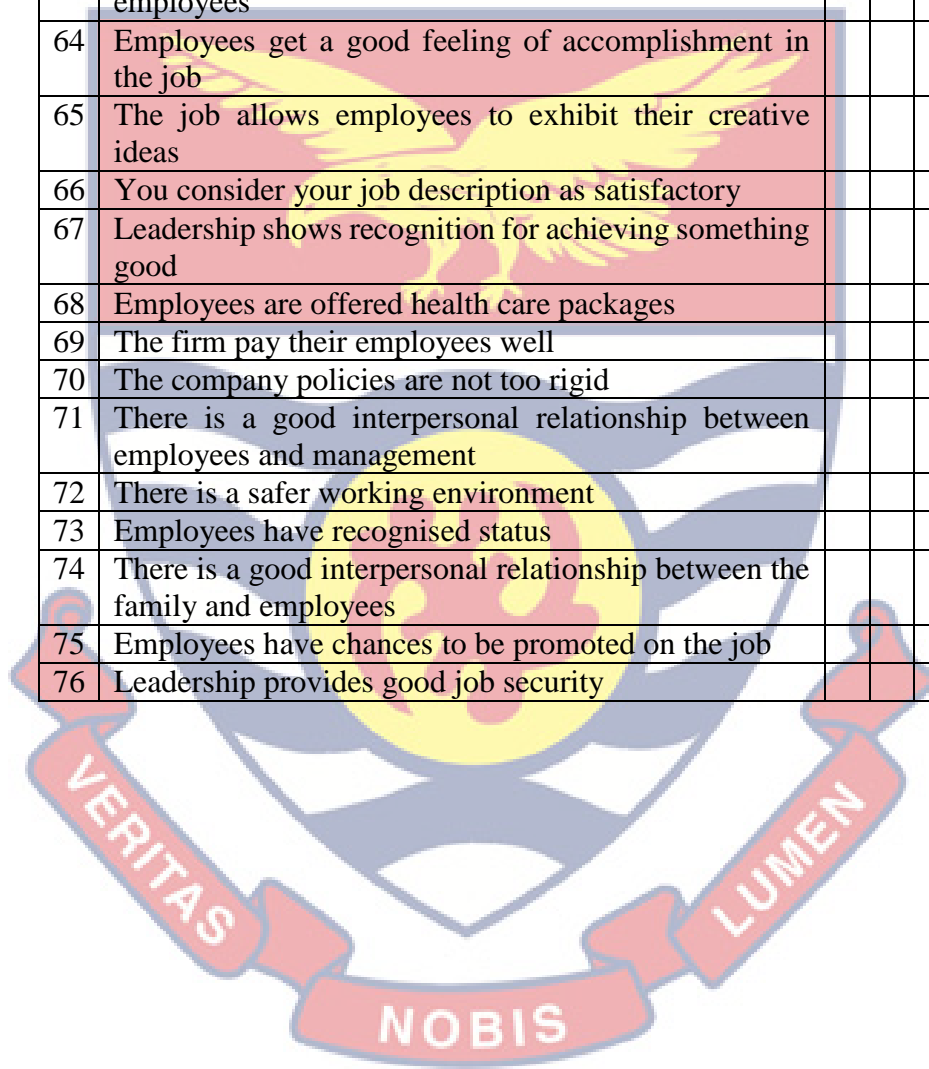 employees
64 Employees get a good feeling of accomplishment in
the job
65 The job allows employees to exhibit their creative
ideas
66 You consider your job description as satisfactory
67 Leadership shows recognition for achieving something
good
68 Employees are offered health care packages
69 The firm pay their employees well
70 The company policies are not too rigid
71 There is a good interpersonal relationship between
employees and management
72 There is a safer working environment
73 Employees have recognised status
74 There is a good interpersonal relationship between the
family and employees
75 Employees have chances to be promoted on the job
76 Leadership provides good job security
VERITAS
NOBIS
LUMEN